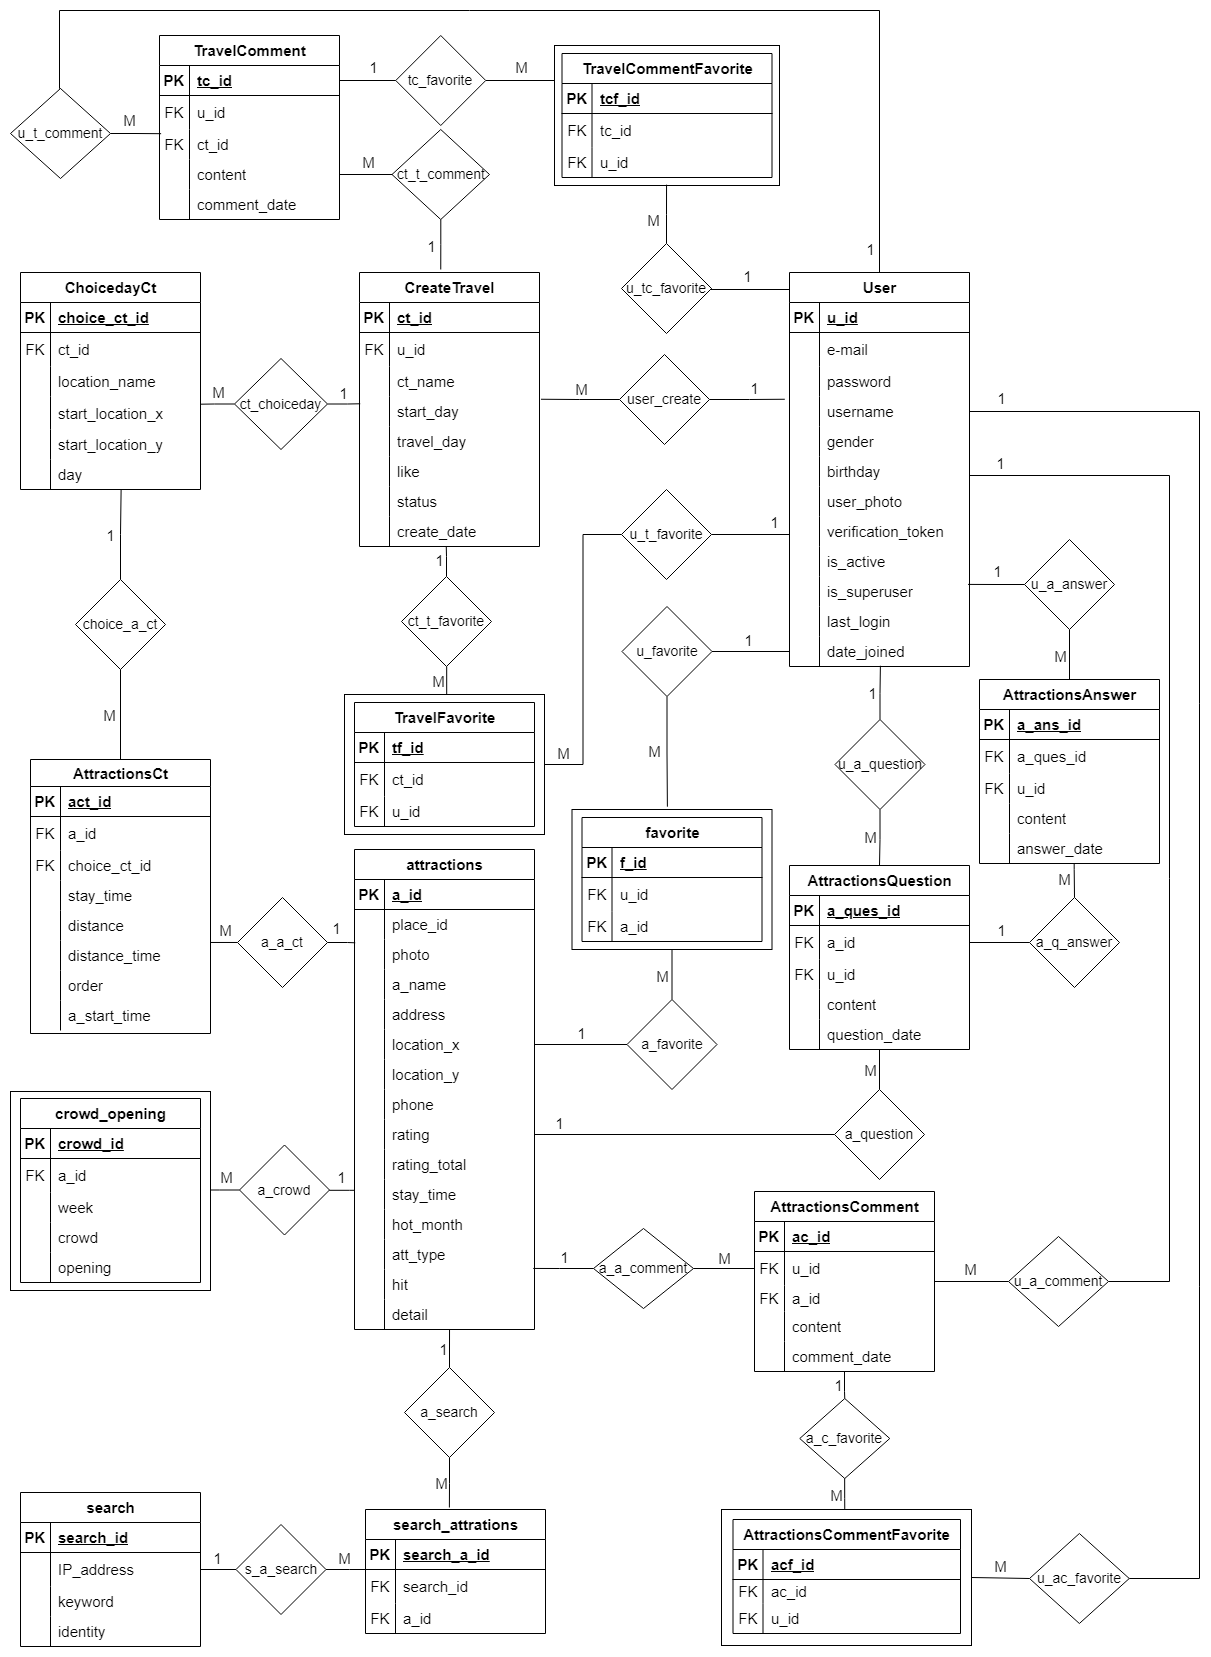 TravelComment
PK tc_id
FK u_id
FK ct_id
content
comment_date
1
tc_favorite
M
TravelCommentFavorite
PK tcf_id
FK tc_id
FK u_id
u_t_comment
M
M
ct_t_comment
1
M
u_tc_favorite
1
1
ChoicedayCt
PK choice_ct_id
FK ct_id
location_name
start_location_x
start_location_y
day
M
ct_choiceday
1
CreateTravel
PK ct_id
FK u_id
ct_name
start_day
travel_day
like
status
create_date
M
user_create
1
User
PK u_id
e-mail
password
username
gender
birthday
user_photo
verification_token
is_active
is_superuser
last_login
date_joined
1
1
1
u_a_answer
M
u_t_favorite
1
u_favorite
1
M
1
choice_a_ct
M
1
ct_t_favorite
M
TravelFavorite
PK tf_id
FK ct_id
FK u_id
M
1
u_a_question
M
AttractionsAnswer
PK a_ans_id
FK a_ques_id
FK u_id
content
answer_date
M
a_q_answer
1
AttractionsCt
PK act_id
FK a_id
FK choice_ct_id
stay_time
distance
distance_time
order
a_start_time
M
a_a_ct
1
favorite
PK f_id
FK u_id
FK a_id
M
a_favorite
1
AttractionsQuestion
PK a_ques_id
FK a_id
FK u_id
content
question_date
M
a_question
1
attractions
PK a_id
place_id
photo
a_name
address
location_x
location_y
phone
rating
rating_total
stay_time
hot_month
att_type
hit
detail
crowd_opening
PK crowd_id
FK a_id
week
crowd
opening
M
a_crowd
1
1
a_a_comment
M
AttractionsComment
PK ac_id
FK u_id
FK a_id
content
comment_date
M
u_a_comment
1
a_c_favorite
M
1
a_search
M
search
PK search_id
IP_address
keyword
identity
1
s_a_search
M
search_attrations
PK search_a_id
FK search_id
FK a_id
AttractionsCommentFavorite
PK acf_id
FK ac_id
FK u_id
M
u_ac_favorite